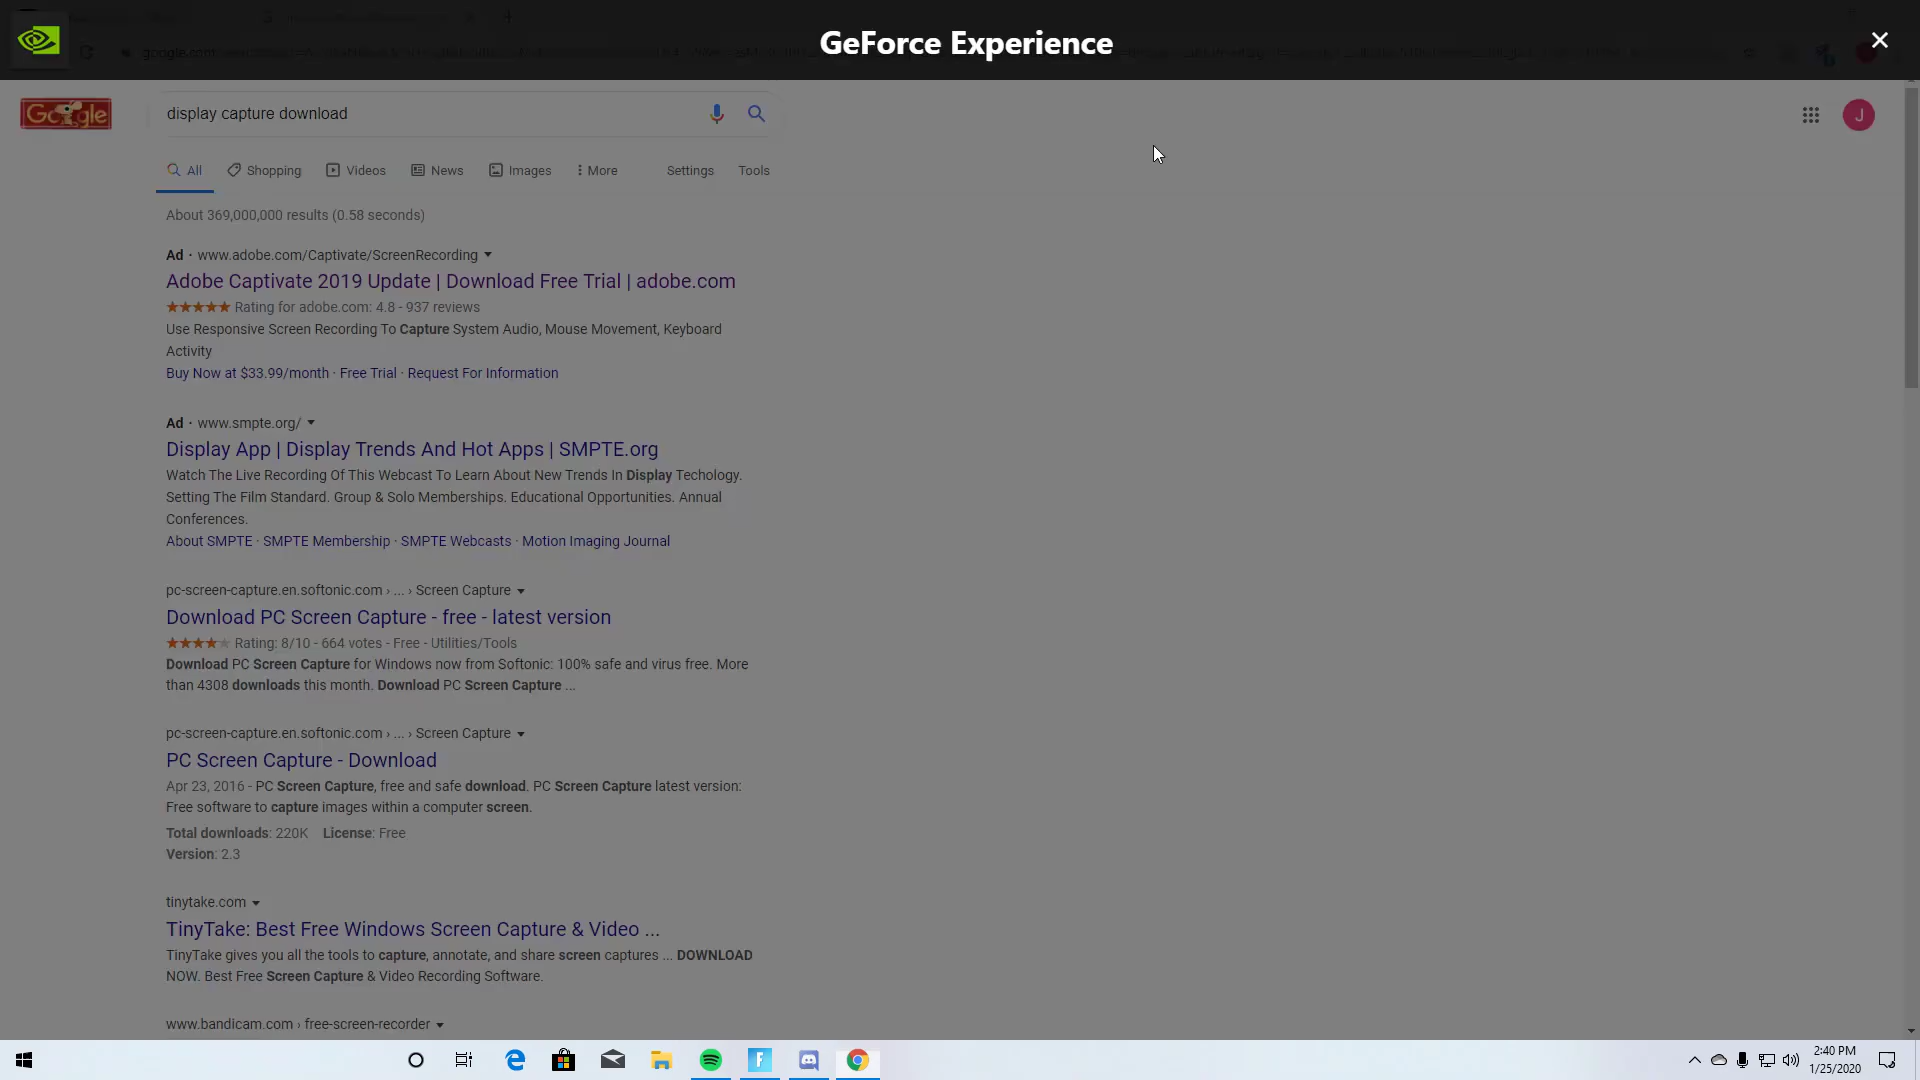 GeForce Experience
google.com
Google
display capture download
J
All
Shopping
Videos
News
Images
More
Settings
Tools
About 369,000,000 results (0.58 seconds)
Ad · www.adobe.com/Captivate/ScreenRecording
Adobe Captivate 2019 Update | Download Free Trial | adobe.com
Rating for adobe.com: 4.8 - 937 reviews
Use Responsive Screen Recording To Capture System Audio, Mouse Movement, Keyboard
Activity
Buy Now at $33.99/month · Free Trial · Request For Information
Ad · www.smpte.org/
Display App | Display Trends And Hot Apps | SMPTE.org
Watch The Live Recording Of This Webcast To Learn About New Trends In Display Techology.
Setting The Film Standard. Group & Solo Memberships. Educational Opportunities. Annual
Conferences.
About SMPTE · SMPTE Membership · SMPTE Webcasts · Motion Imaging Journal
pc-screen-capture.en.softonic.com › ... › Screen Capture
Download PC Screen Capture - free - latest version
Rating: 8/10 - 664 votes - Free - Utilities/Tools
Download PC Screen Capture for Windows now from Softonic: 100% safe and virus free. More
than 4308 downloads this month. Download PC Screen Capture ...
pc-screen-capture.en.softonic.com › ... › Screen Capture
PC Screen Capture - Download
Apr 23, 2016 - PC Screen Capture, free and safe download. PC Screen Capture latest version:
Free software to capture images within a computer screen.
Total downloads: 220K License: Free
Version: 2.3
tinytake.com
TinyTake: Best Free Windows Screen Capture & Video ...
TinyTake gives you all the tools to capture, annotate, and share screen captures ... DOWNLOAD
NOW. Best Free Screen Capture & Video Recording Software.
www.bandicam.com › free-screen-recorder
2:40 PM
1/25/2020